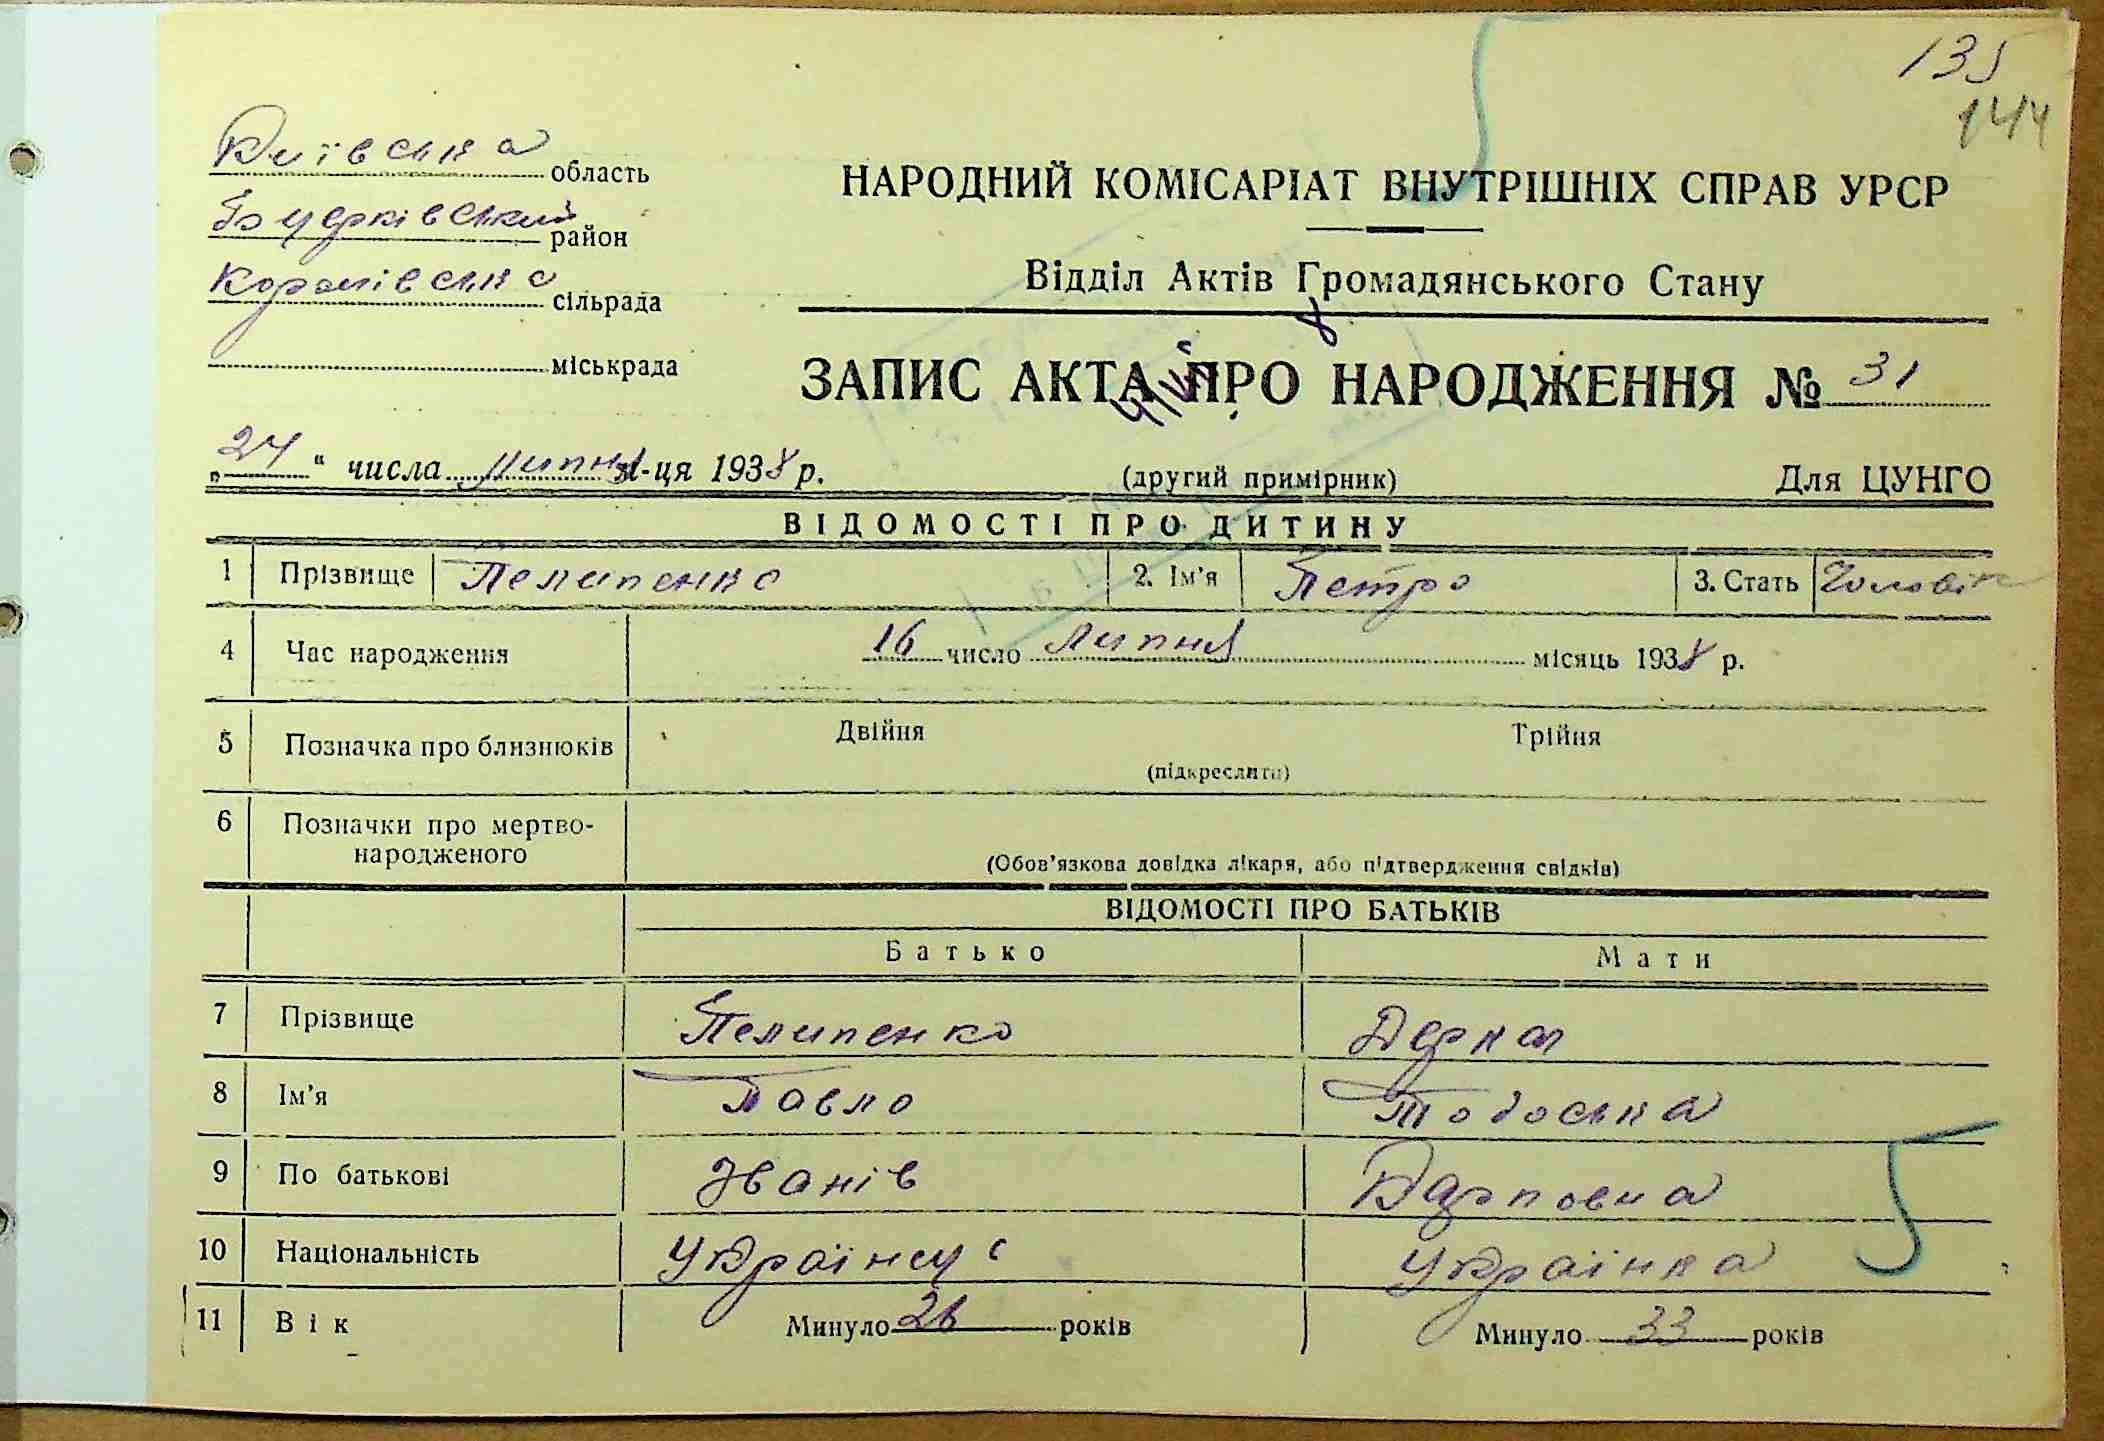 135
144
Київська область
район
сільрада
міськрада
НАРОДНИЙ КОМІСАРІАТ ВНУТРІШНІХ СПРАВ УРСР
Відділ Актів Громадянського Стану
ЗАПИС АКТА ПРО НАРОДЖЕННЯ № 31
„24“ числа липня м-ця 1938 р. (другий примірник) Для ЦУНГО
ВІДОМОСТІ ПРО ДИТИНУ
1 Прізвище Пелипенко 2. Ім'я Петро 3. Стать Чоловік
4 Час народження 16 число липня місяць 1938 р.
5 Позначка про близнюків Двійня Трійня
(підкреслити)
6 Позначки про мертво-
народженого
(Обов'язкова довідка лікаря, або підтвердження свідків)
ВІДОМОСТІ ПРО БАТЬКІВ
Батько Мати
7 Прізвище Пелипенко
8 Ім'я Павло Тодоська
9 По батькові Іванів Карповна
10 Національність Українець Українка
11 Вік Минуло 26 років Минуло 33 років
5
5